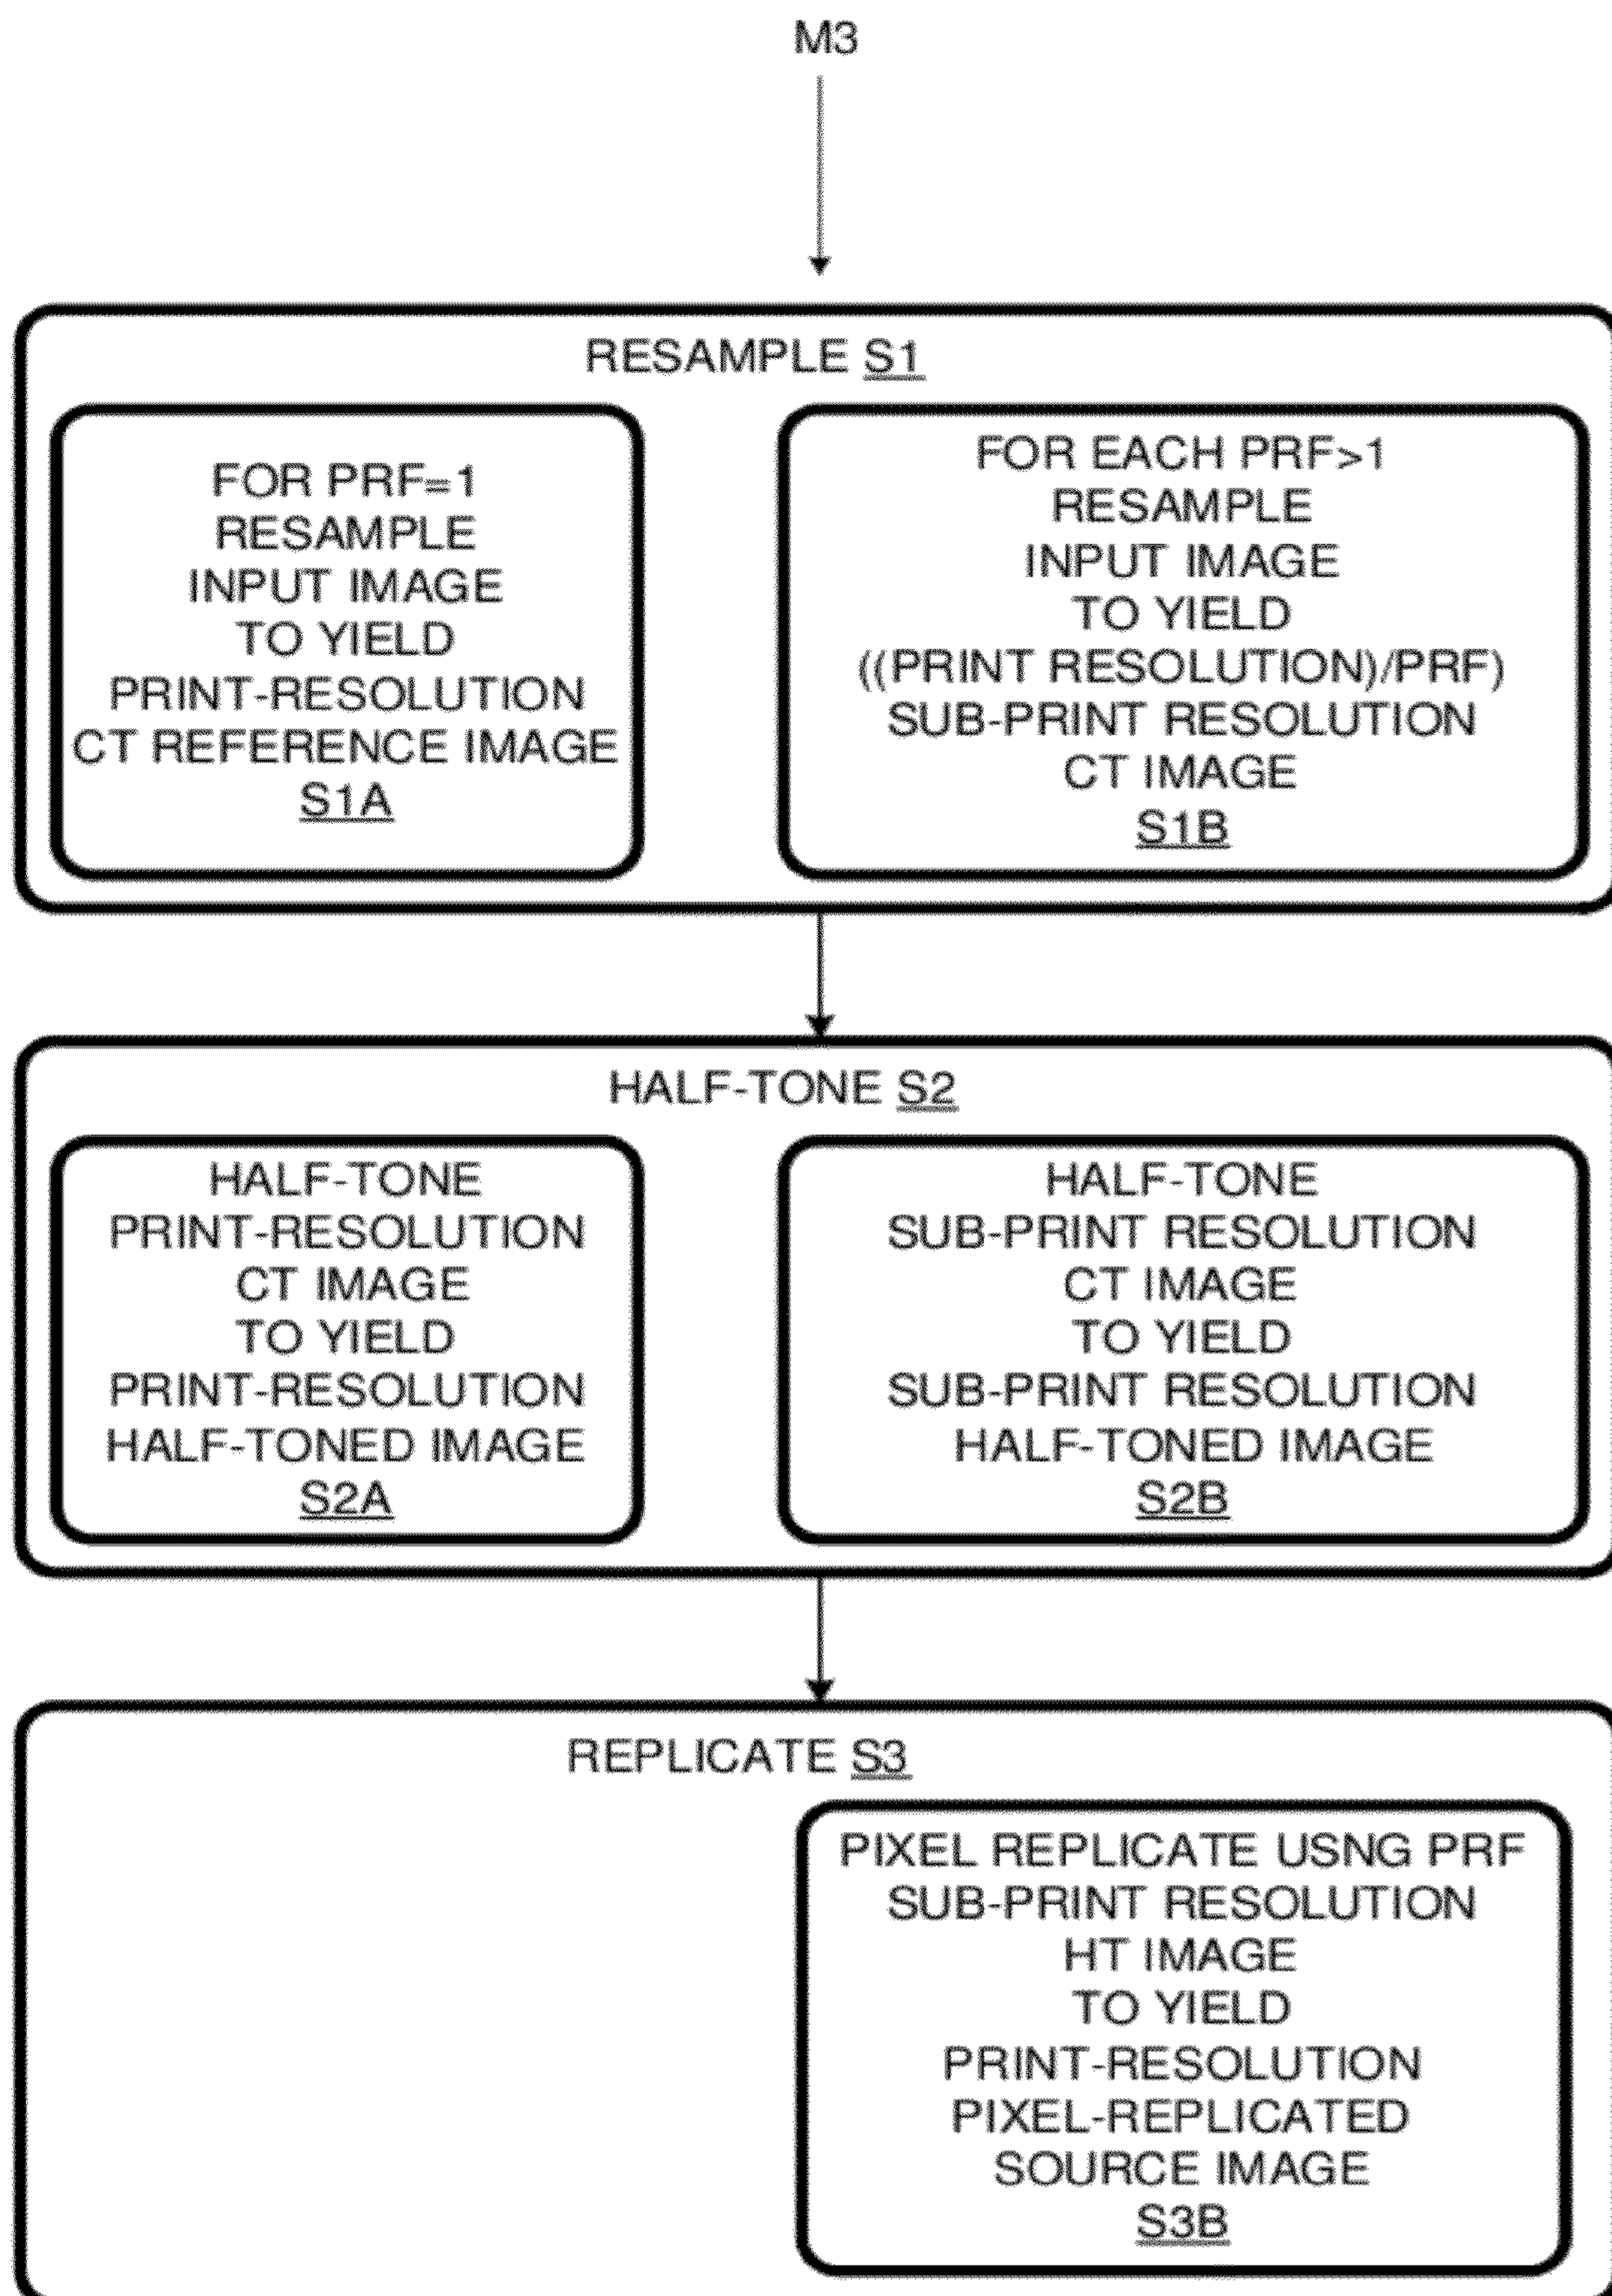 M3
RESAMPLE S1
FOR PRF=1
RESAMPLE
INPUT IMAGE
TO YIELD
PRINT-RESOLUTION
CT REFERENCE IMAGE
S1A
FOR EACH PRF>1
RESAMPLE
INPUT IMAGE
TO YIELD
((PRINT RESOLUTION)/PRF)
SUB-PRINT RESOLUTION
CT IMAGE
S1B
HALF-TONE S2
HALF-TONE
PRINT-RESOLUTION
CT IMAGE
TO YIELD
PRINT-RESOLUTION
HALF-TONED IMAGE
S2A
HALF-TONE
SUB-PRINT RESOLUTION
CT IMAGE
TO YIELD
SUB-PRINT RESOLUTION
HALF-TONED IMAGE
S2B
REPLICATE S3
PIXEL REPLICATE USNG PRF
SUB-PRINT RESOLUTION
HT IMAGE
TO YIELD
PRINT-RESOLUTION
PIXEL-REPLICATED
SOURCE IMAGE
S3B